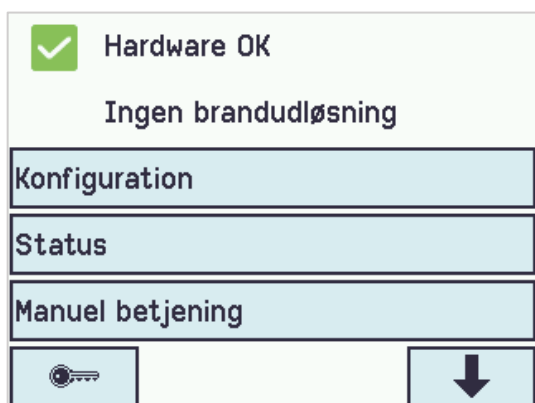 Hardware OK
Ingen brandudløsning
Konfiguration
Status
Manuel betjening